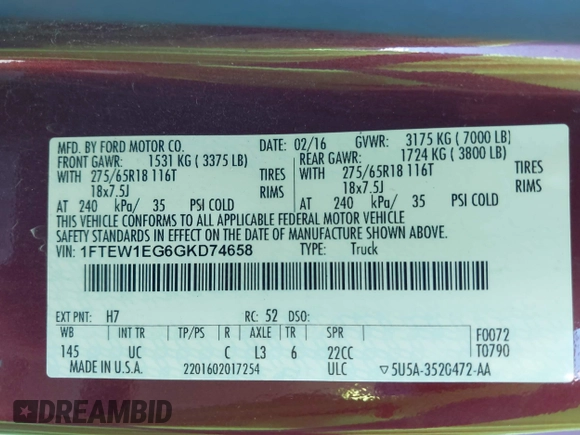 MFD. BY FORD MOTOR CO. DATE: 02/16 GVWR: 3175 KG ( 7000 LB)
FRONT GAWR: 1531 KG ( 3375 LB) REAR GAWR: 1724 KG ( 3800 LB)
WITH 275/65R18 116T TIRES WITH 275/65R18 116T TIRES
18x7.5J RIMS 18x7.5J RIMS
AT 240 kPa/ 35 PSI COLD AT 240 kPa/ 35 PSI COLD
THIS VEHICLE CONFORMS TO ALL APPLICABLE FEDERAL MOTOR VEHICLE
SAFETY STANDARDS IN EFFECT ON THE DATE OF MANUFACTURE SHOWN ABOVE.
VIN: 1FTEW1EG6GKD74658 TYPE: Truck
EXT PNT: H7 RC: 52 DSO:
WB INT TR TP/PS R AXLE TR SPR F0072
145 UC C L3 6 22CC T0790
MADE IN U.S.A. 2201602017254 ULC ▽5U5A-3520472-AA
DREAMBID